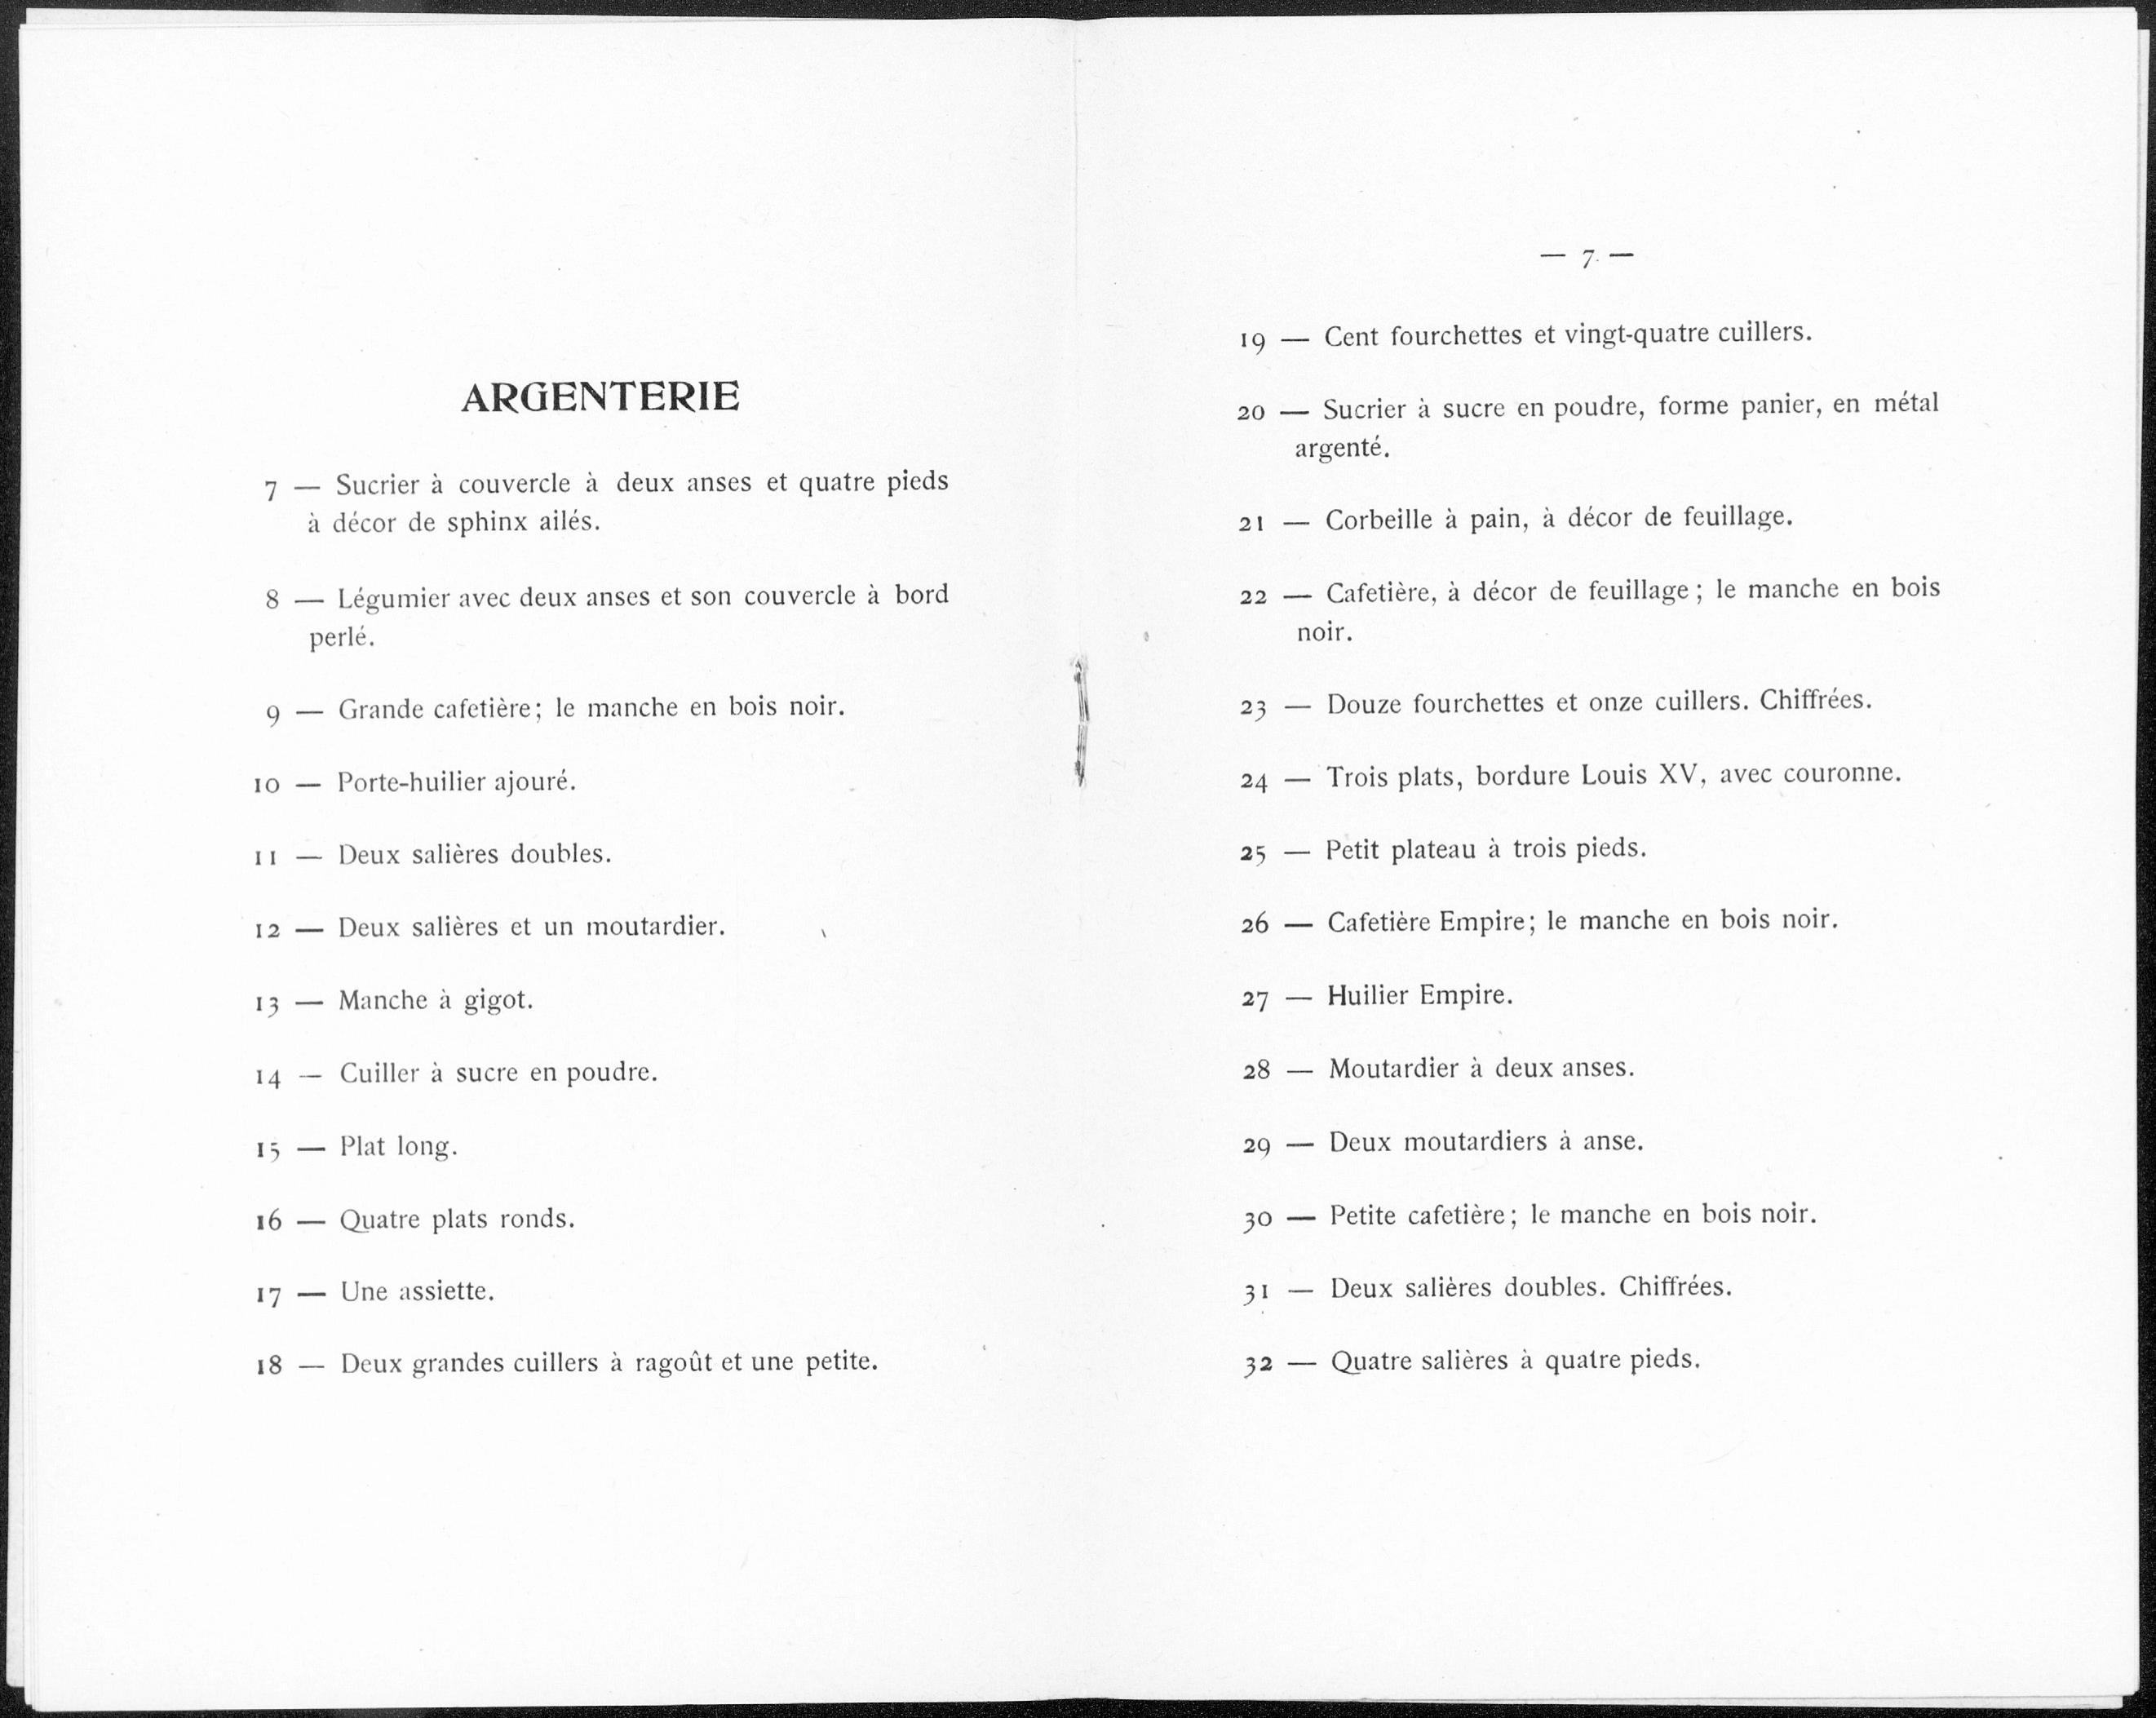 ARGENTERIE
7 — Sucrier à couvercle à deux anses et quatre pieds
à décor de sphinx ailés.
8 — Légumier avec deux anses et son couvercle à bord
perlé.
9 — Grande cafetière; le manche en bois noir.
10 — Porte-huilier ajouré.
11 — Deux salières doubles.
12 — Deux salières et un moutardier.
13 — Manche à gigot.
14 — Cuiller à sucre en poudre.
15 — Plat long.
16 — Quatre plats ronds.
17 — Une assiette.
18 — Deux grandes cuillers à ragoût et une petite.
— 7 —
19 — Cent fourchettes et vingt-quatre cuillers.
20 — Sucrier à sucre en poudre, forme panier, en métal
argenté.
21 — Corbeille à pain, à décor de feuillage.
22 — Cafetière, à décor de feuillage; le manche en bois
noir.
23 — Douze fourchettes et onze cuillers. Chiffrées.
24 — Trois plats, bordure Louis XV, avec couronne.
25 — Petit plateau à trois pieds.
26 — Cafetière Empire; le manche en bois noir.
27 — Huilier Empire.
28 — Moutardier à deux anses.
29 — Deux moutardiers à anse.
30 — Petite cafetière; le manche en bois noir.
31 — Deux salières doubles. Chiffrées.
32 — Quatre salières à quatre pieds.